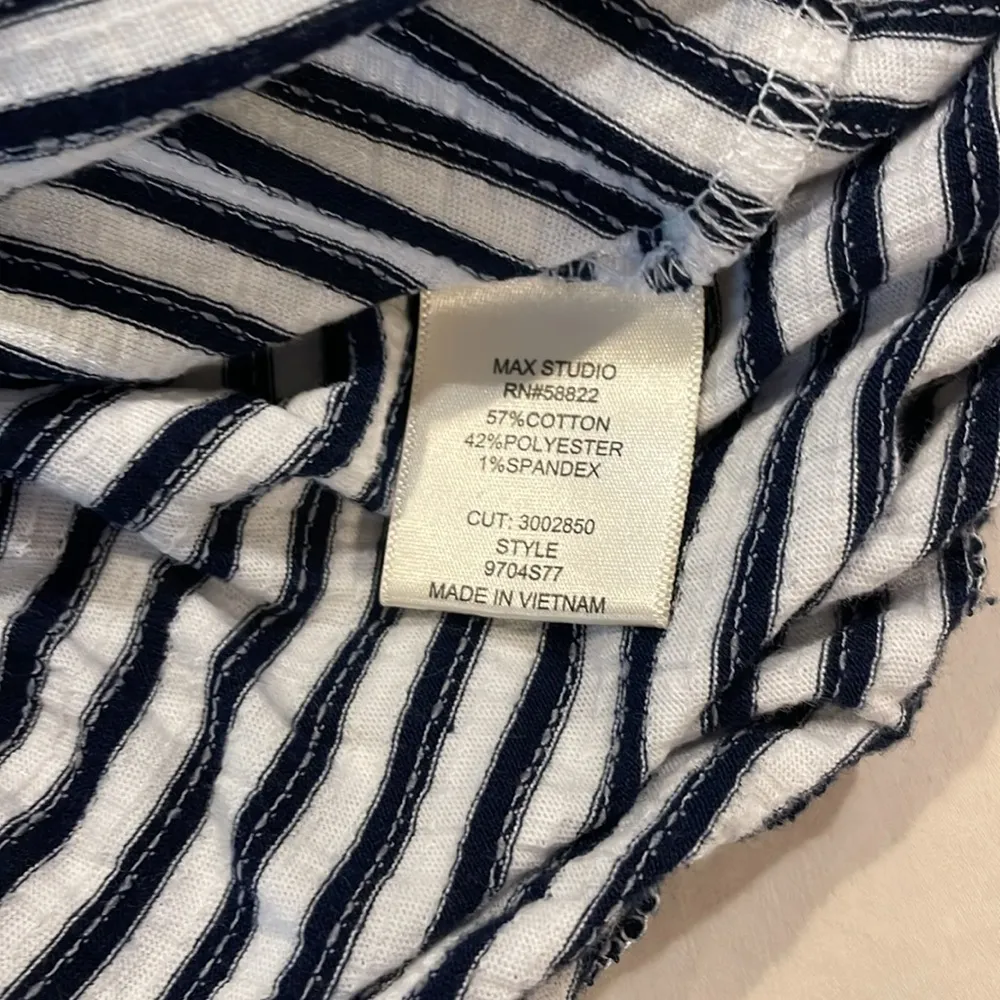 MAX STUDIO
RN#58822
57%COTTON
42%POLYESTER
1%SPANDEX
CUT: 3002850
STYLE
9704S77
MADE IN VIETNAM